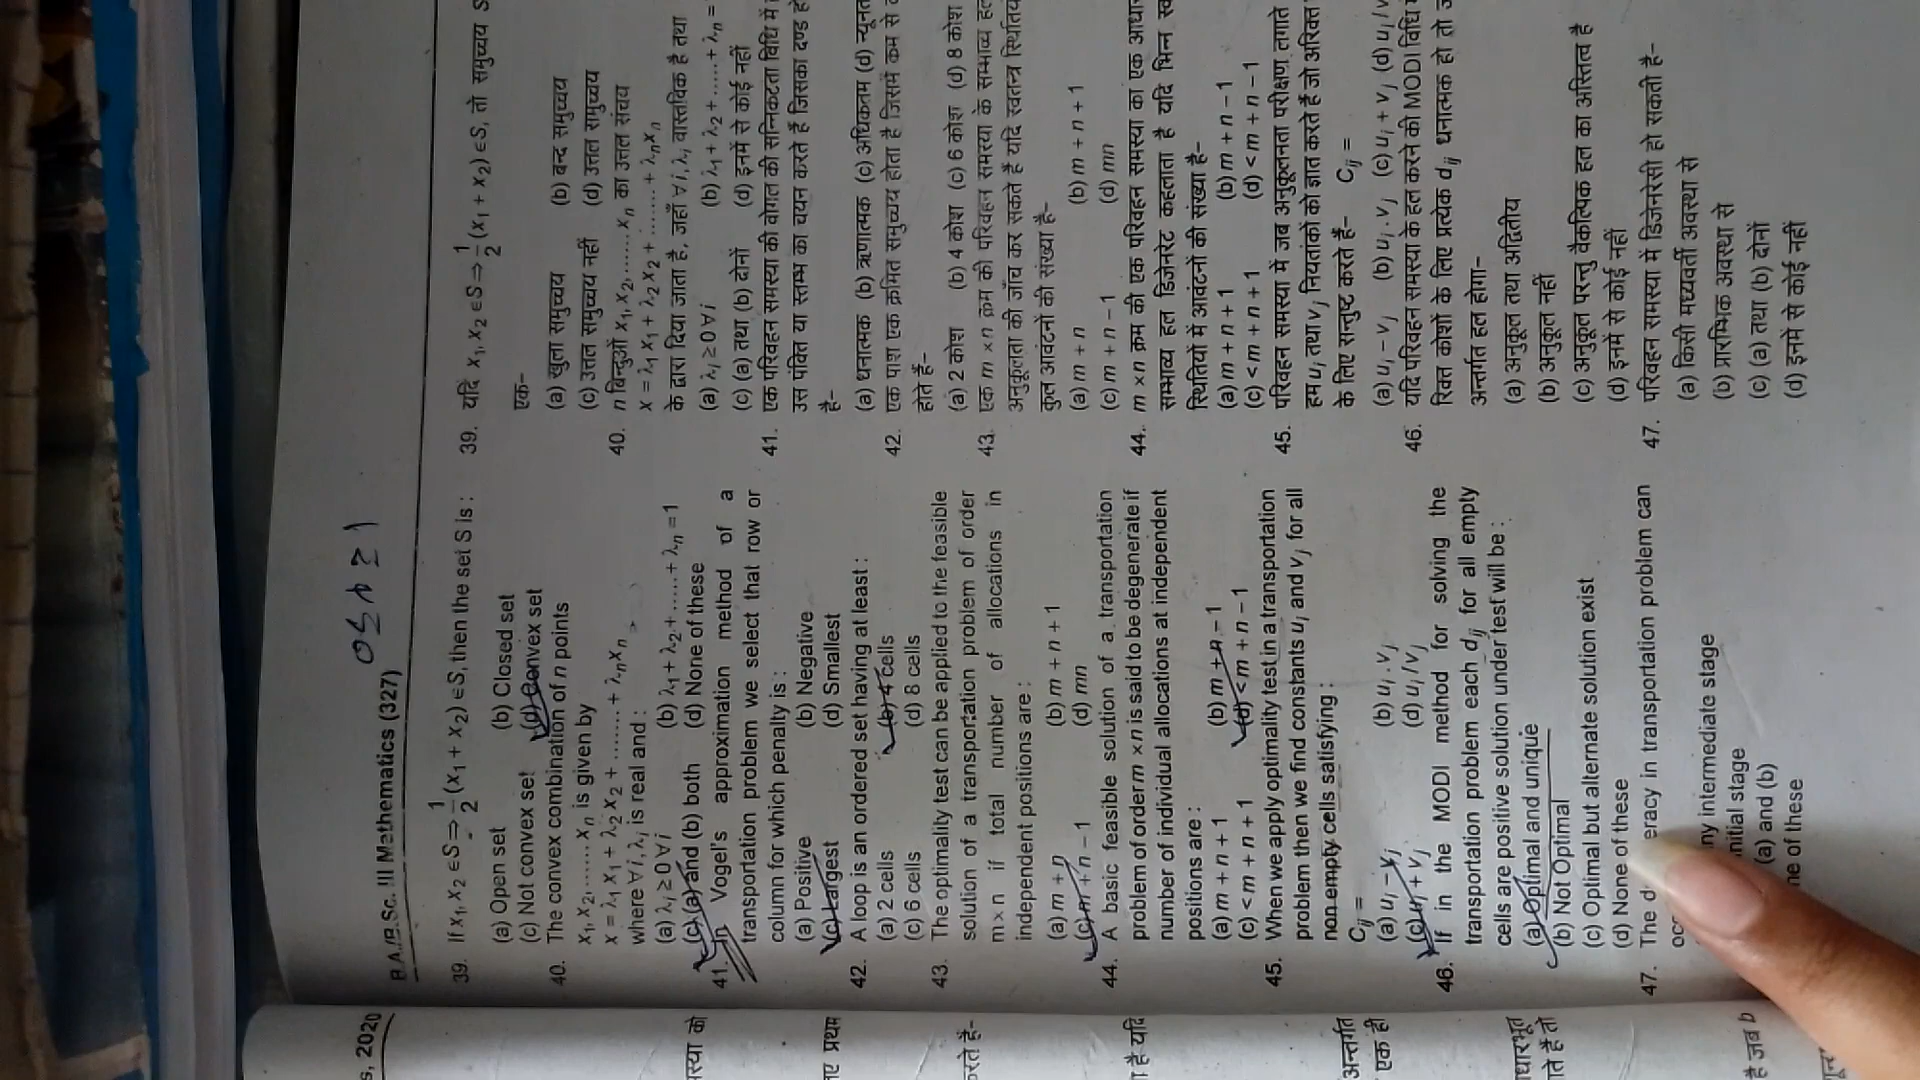 s, 2020
B.A./B.Sc. III Mathematics (327)
0 ≤ λ ≥ 1
39. If x₁, x₂ ∈S ⇒ 1/2 (x₁ + x₂) ∈S, then the set S is :
(a) Open set (b) Closed set
(c) Not convex set (d) Convex set
40. The convex combination of n points
x₁, x₂, ....... xₙ is given by
x = λ₁ x₁ + λ₂ x₂ + ........ + λₙxₙ
where ∀ i, λᵢ is real and :
(a) λᵢ ≥ 0 ∀ i (b) λ₁ + λ₂ + ...... + λₙ = 1
(c) (a) and (b) both (d) None of these
41. In Vogel's approximation method of a
transportation problem we select that row or
column for which penalty is :
(a) Positive (b) Negative
(c) Largest (d) Smallest
42. A loop is an ordered set having at least :
(a) 2 cells (b) 4 cells
(c) 6 cells (d) 8 cells
43. The optimality test can be applied to the feasible
solution of a transportation problem of order
m × n if total number of allocations in
independent positions are :
(a) m + n (b) m + n + 1
(c) m + n − 1 (d) mn
44. A basic feasible solution of a transportation
problem of order m × n is said to be degenerate if
number of individual allocations at independent
positions are :
(a) m + n + 1 (b) m + n − 1
(c) < m + n + 1 (d) < m + n − 1
45. When we apply optimality test in a transportation
problem then we find constants uᵢ and vⱼ for all
non empty cells satisfying :
Cᵢⱼ =
(a) uᵢ − vⱼ (b) uᵢ . vⱼ
(c) uᵢ + vⱼ (d) uᵢ / vⱼ
46. If in the MODI method for solving the
transportation problem each dᵢⱼ for all empty
cells are positive solution under test will be :
(a) Optimal and unique
(b) Not Optimal
(c) Optimal but alternate solution exist
(d) None of these
47. The d eracy in transportation problem can
ny intermediate stage
nitial stage
(a) and (b)
ne of these
39. यदि x₁, x₂ ∈S ⇒ 1/2 (x₁ + x₂) ∈S, तो समुच्चय S
एक–
(a) खुला समुच्चय (b) बन्द समुच्चय
(c) उत्तल समुच्चय नहीं (d) उत्तल समुच्चय
40. n बिन्दुओं x₁, x₂, ....... xₙ का उत्तल संचय
x = λ₁ x₁ + λ₂ x₂ + ........ + λₙxₙ
के द्वारा दिया जाता है, जहाँ ∀ i, λᵢ वास्तविक है तथा
(a) λᵢ ≥ 0 ∀ i (b) λ₁ + λ₂ + ...... + λₙ =
(c) (a) तथा (b) दोनों (d) इनमें से कोई नहीं
41. एक परिवहन समस्या की वोगल की सन्निकटता विधि में
उस पंक्ति या स्तम्भ का चयन करते हैं जिसका दण्ड हो
है–
(a) धनात्मक (b) ऋणात्मक (c) अधिकतम (d) न्यूनत
42. एक पाश एक क्रमित समुच्चय होता है जिसमें कम से
होते हैं–
(a) 2 कोश (b) 4 कोश (c) 6 कोश (d) 8 कोश
43. एक m × n क्रम की परिवहन समस्या के सम्भाव्य हल
अनुकूलता की जाँच कर सकते हैं यदि स्वतन्त्र स्थितिय
कुल आवंटनों की संख्या है–
(a) m + n (b) m + n + 1
(c) m + n − 1 (d) mn
44. m × n क्रम की एक परिवहन समस्या का एक आधार
सम्भाव्य हल डिजेनरेट कहलाता है यदि भिन्न स्व
स्थितियों में आवंटनों की संख्या है–
(a) m + n + 1 (b) m + n − 1
(c) < m + n + 1 (d) < m + n − 1
45. परिवहन समस्या में जब अनुकूलनता परीक्षण लगाते
हम uᵢ तथा vⱼ नियतांकों को ज्ञात करते हैं जो अरिक्त
के लिए सन्तुष्ट करते हैं– Cᵢⱼ =
(a) uᵢ − vⱼ (b) uᵢ . vⱼ (c) uᵢ + vⱼ (d) uᵢ / v
46. यदि परिवहन समस्या के हल करने की MODI विधि
रिक्त कोशों के लिए प्रत्येक dᵢⱼ धनात्मक हो तो
अन्तर्गत हल होगा–
(a) अनुकूल तथा अद्वितीय
(b) अनुकूल नहीं
(c) अनुकूल परन्तु वैकल्पिक हल का अस्तित्व है
(d) इनमें से कोई नहीं
47. परिवहन समस्या में डिजेनरेसी हो सकती है–
(a) किसी मध्यवर्ती अवस्था से
(b) प्रारम्भिक अवस्था से
(c) (a) तथा (b) दोनों
(d) इनमें से कोई नहीं